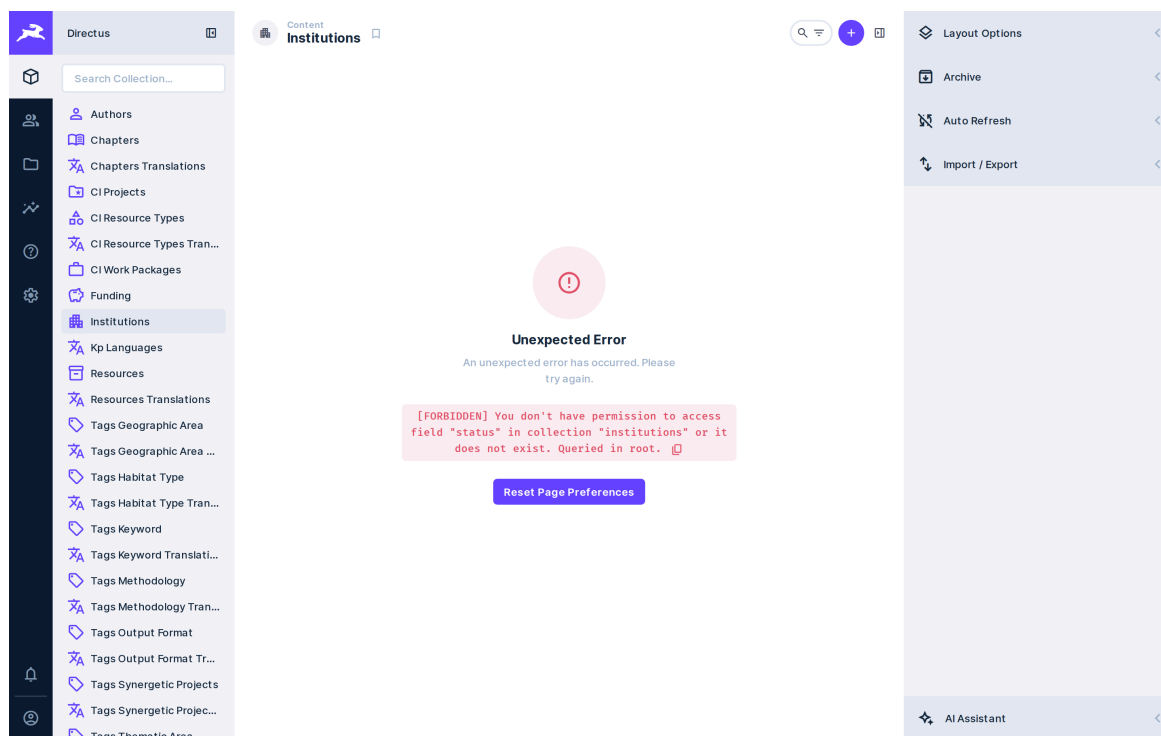 Directus
Search Collection...
Authors
Chapters
Chapters Translations
CI Projects
CI Resource Types
CI Resource Types Tran...
CI Work Packages
Funding
Institutions
Kp Languages
Resources
Resources Translations
Tags Geographic Area
Tags Geographic Area ...
Tags Habitat Type
Tags Habitat Type Tran...
Tags Keyword
Tags Keyword Translati...
Tags Methodology
Tags Methodology Tran...
Tags Output Format
Tags Output Format Tr...
Tags Synergetic Projects
Tags Synergetic Projec...
Tags Thematic Area
Content
Institutions
Unexpected Error
An unexpected error has occurred. Please
try again.
[FORBIDDEN] You don't have permission to access
field "status" in collection "institutions" or it
does not exist. Queried in root.
Reset Page Preferences
Layout Options
Archive
Auto Refresh
Import / Export
AI Assistant